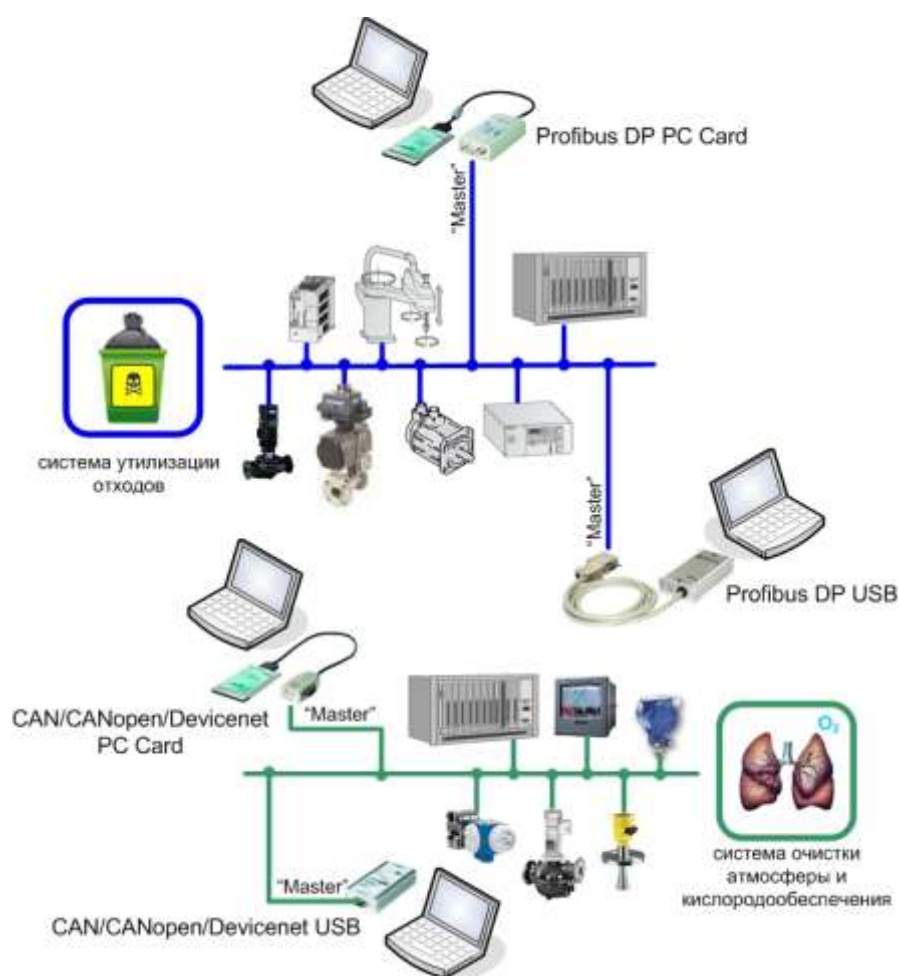 Profibus DP PC Card
"Master"
система утилизации
отходов
"Master"
Profibus DP USB
CAN/CANopen/Devicenet
PC Card
"Master"
O₂
система очистки
атмосферы и
кислородообеспечения
"Master"
CAN/CANopen/Devicenet USB